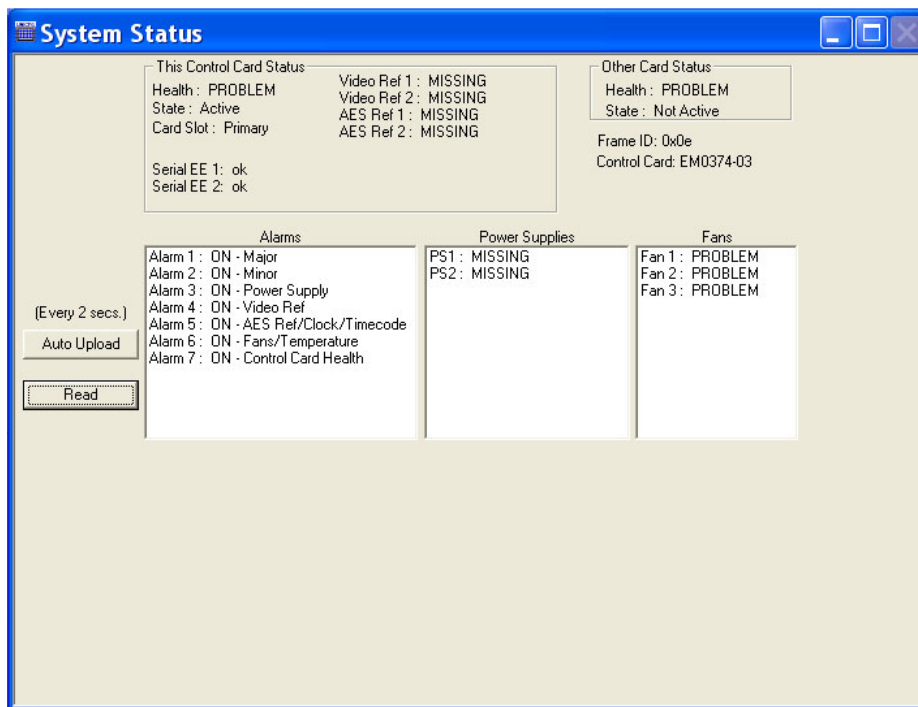 System Status
This Control Card Status
Health : PROBLEM
State : Active
Card Slot : Primary
Serial EE 1: ok
Serial EE 2: ok
Video Ref 1 : MISSING
Video Ref 2 : MISSING
AES Ref 1 : MISSING
AES Ref 2 : MISSING
Other Card Status
Health : PROBLEM
State : Not Active
Frame ID: 0x0e
Control Card: EM0374-03
(Every 2 secs.)
Auto Upload
Read
Alarms
Alarm 1 : ON - Major
Alarm 2 : ON - Minor
Alarm 3 : ON - Power Supply
Alarm 4 : ON - Video Ref
Alarm 5 : ON - AES Ref/Clock/Timecode
Alarm 6 : ON - Fans/Temperature
Alarm 7 : ON - Control Card Health
Power Supplies
PS1 : MISSING
PS2 : MISSING
Fans
Fan 1 : PROBLEM
Fan 2 : PROBLEM
Fan 3 : PROBLEM